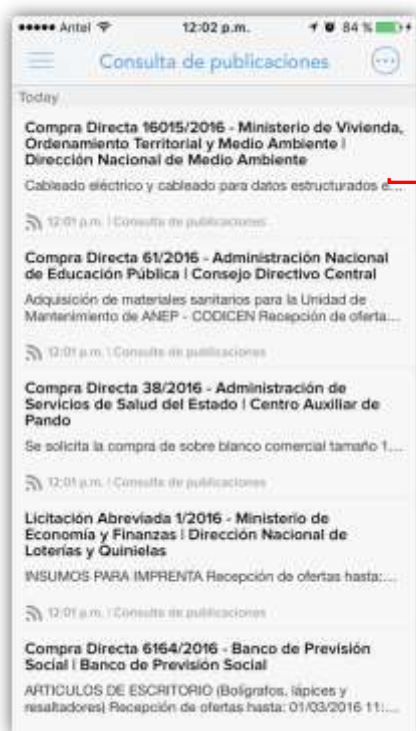 Antel 12:02 p.m. 84 %
Consulta de publicaciones
Today
Compra Directa 16015/2016 - Ministerio de Vivienda,
Ordenamiento Territorial y Medio Ambiente |
Dirección Nacional de Medio Ambiente
Cableado eléctrico y cableado para datos estructurados e...
12:01 p.m. | Consulta de publicaciones
Compra Directa 61/2016 - Administración Nacional
de Educación Pública | Consejo Directivo Central
Adquisición de materiales sanitarios para la Unidad de
Mantenimiento de ANEP - CODICEN Recepción de oferta...
12:01 p.m. | Consulta de publicaciones
Compra Directa 38/2016 - Administración de
Servicios de Salud del Estado | Centro Auxiliar de
Pando
Se solicita la compra de sobre blanco comercial tamaño 1...
12:01 p.m. | Consulta de publicaciones
Licitación Abreviada 1/2016 - Ministerio de
Economía y Finanzas | Dirección Nacional de
Loterías y Quinielas
INSUMOS PARA IMPRENTA Recepción de ofertas hasta:...
12:01 p.m. | Consulta de publicaciones
Compra Directa 6164/2016 - Banco de Previsión
Social | Banco de Previsión Social
ARTICULOS DE ESCRITORIO (Bolígrafos, lápices y
resaltadores) Recepción de ofertas hasta: 01/03/2016 11:...